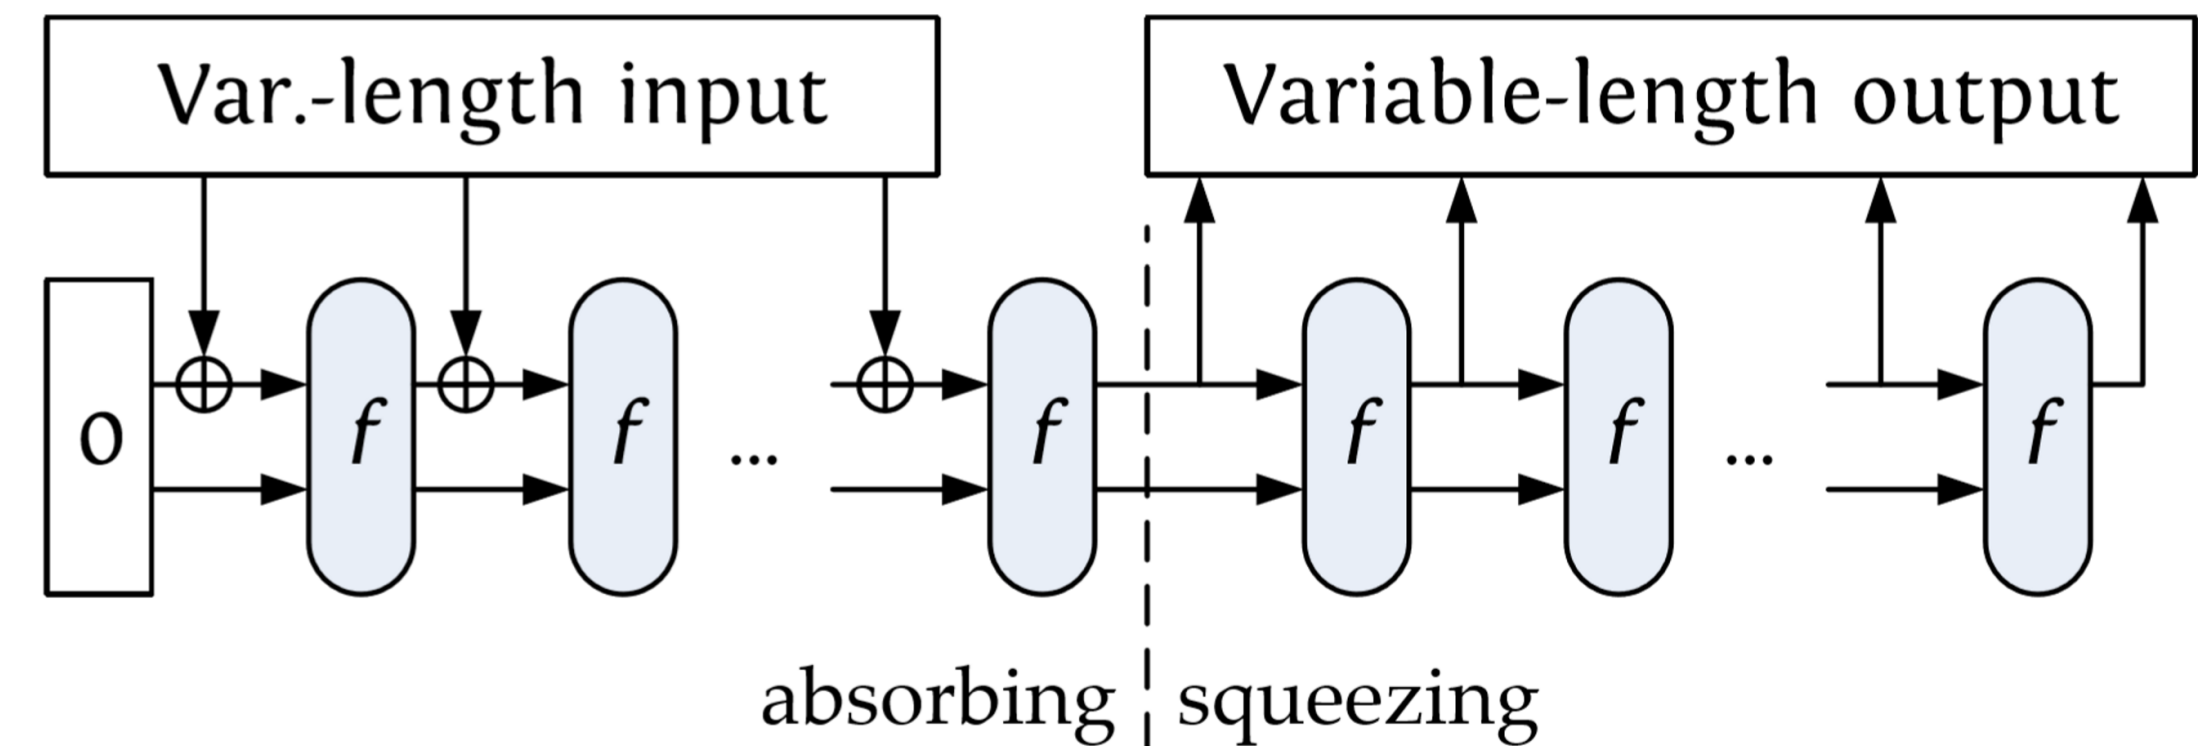 Var.-length input
Variable-length output
0 f f ... f f f ... f
absorbing squeezing